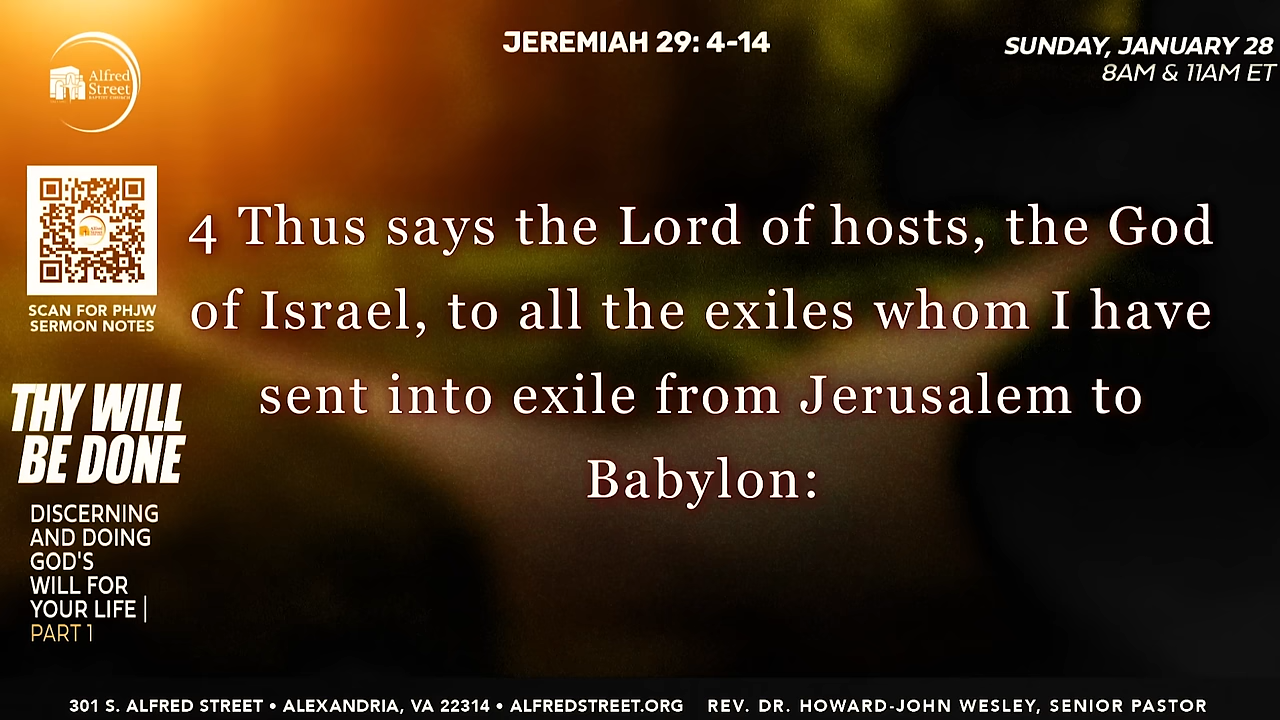 JEREMIAH 29: 4-14
SUNDAY, JANUARY 28
8AM & 11AM ET
Alfred
Street
BAPTIST CHURCH
SCAN FOR PHJW
SERMON NOTES
4 Thus says the Lord of hosts, the God
of Israel, to all the exiles whom I have
sent into exile from Jerusalem to
Babylon:
THY WILL
BE DONE
DISCERNING
AND DOING
GOD'S
WILL FOR
YOUR LIFE |
PART 1
301 S. ALFRED STREET • ALEXANDRIA, VA 22314 • ALFREDSTREET.ORG REV. DR. HOWARD-JOHN WESLEY, SENIOR PASTOR